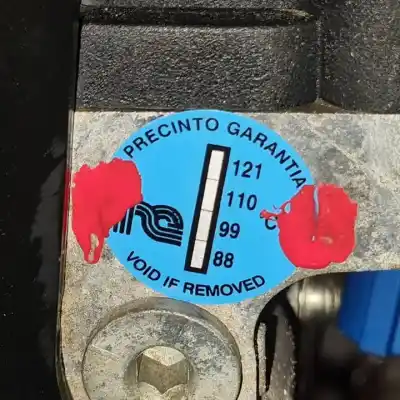 PRECINTO GARANTIA
121
110
99
88
C
VOID IF REMOVED